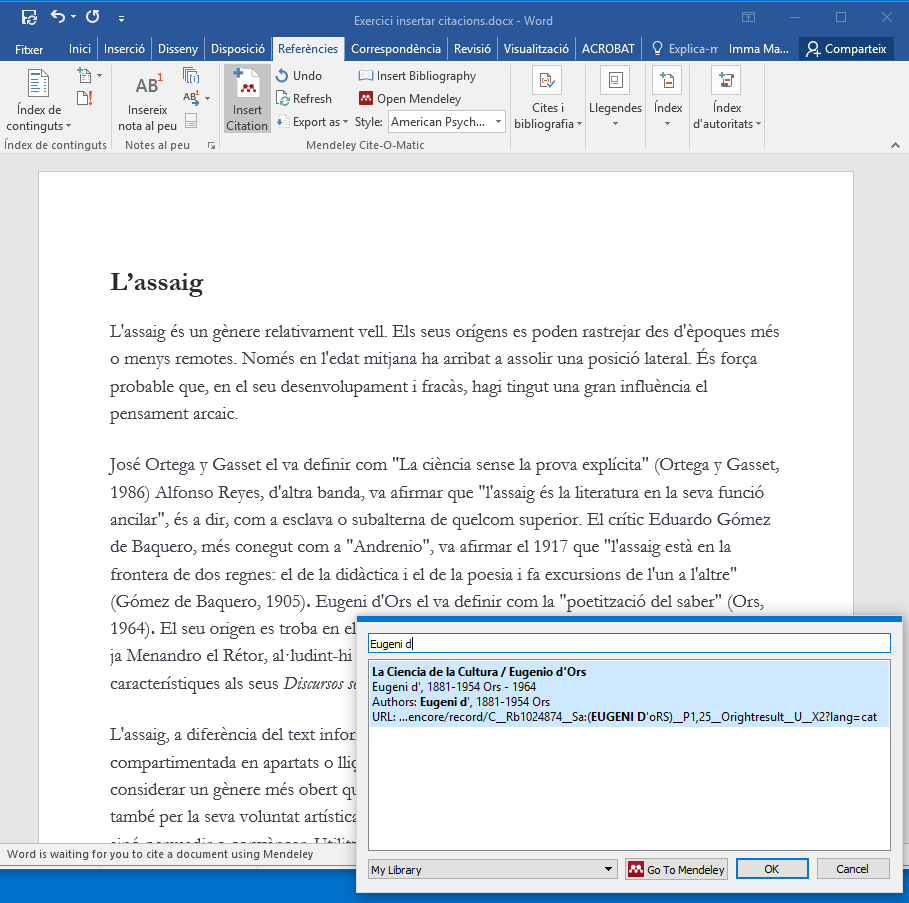 Exercici insertar citacions.docx - Word
Fitxer Inici Inserció Disseny Disposició Referències Correspondència Revisió Visualització ACROBAT Explica-m Imma Ma... Comparteix
Índex de continguts
Índex de continguts
AB1
Insereix nota al peu
AB1
Notes al peu
Insert Citation
Undo
Refresh
Export as
Insert Bibliography
Open Mendeley
Style: American Psych...
Mendeley Cite-O-Matic
Cites i bibliografia
Llegendes
Índex
Índex d'autoritats
L'assaig
L'assaig és un gènere relativament vell. Els seus orígens es poden rastrejar des d'èpoques més
o menys remotes. Només en l'edat mitjana ha arribat a assolir una posició lateral. És força
probable que, en el seu desenvolupament i fracàs, hagi tingut una gran influència el
pensament arcaic.
José Ortega y Gasset el va definir com "La ciència sense la prova explícita" (Ortega y Gasset,
1986) Alfonso Reyes, d'altra banda, va afirmar que "l'assaig és la literatura en la seva funció
ancilar", és a dir, com a esclava o subalterna de quelcom superior. El crític Eduardo Gómez
de Baquero, més conegut com a "Andrenio", va afirmar el 1917 que "l'assaig està en la
frontera de dos regnes: el de la didàctica i el de la poesia i fa excursions de l'un a l'altre"
(Gómez de Baquero, 1905). Eugeni d'Ors el va definir com la "poetització del saber" (Ors,
1964). El seu origen es troba en el
ja Menandro el Rétor, al·ludint-hi
característiques als seus Discursos s
L'assaig, a diferència del text infor
compartimentada en apartats o lliç
considerar un gènere més obert qu
també per la seva voluntat artística
Eugeni d
La Ciencia de la Cultura / Eugenio d'Ors
Eugeni d', 1881-1954 Ors - 1964
Authors: Eugeni d', 1881-1954 Ors
URL: ...encore/record/C__Rb1024874__Sa:(EUGENI D'oRS)__P1,25__Orightresult__U__X2?lang=cat
My Library Go To Mendeley OK Cancel
Word is waiting for you to cite a document using Mendeley